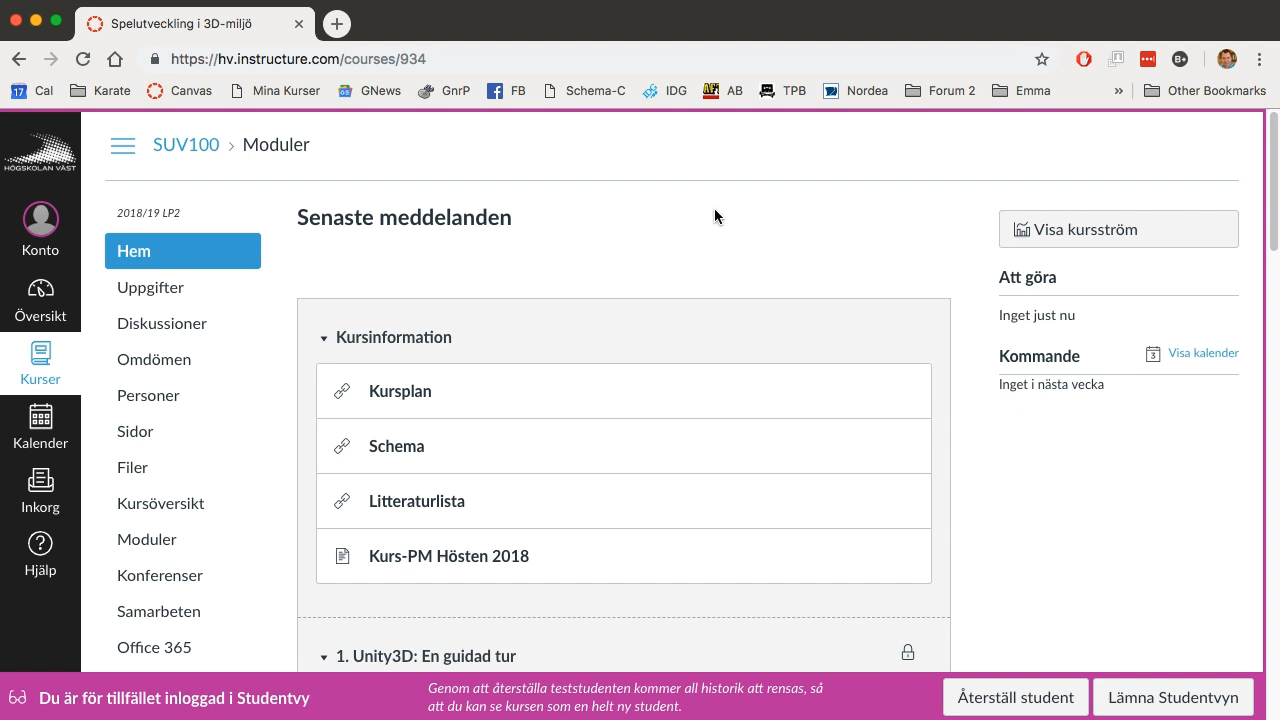 Spelutveckling i 3D-miljö
https://hv.instructure.com/courses/934
17 Cal Karate Canvas Mina Kurser GNews GnrP FB Schema-C IDG AB TPB Nordea Forum 2 Emma » Other Bookmarks
HÖGSKOLAN VÄST
Konto
Översikt
Kurser
Kalender
Inkorg
Hjälp
SUV100 › Moduler
2018/19 LP2
Hem
Uppgifter
Diskussioner
Omdömen
Personer
Sidor
Filer
Kursöversikt
Moduler
Konferenser
Samarbeten
Office 365
Senaste meddelanden
Kursinformation
Kursplan
Schema
Litteraturlista
Kurs-PM Hösten 2018
1. Unity3D: En guidad tur
Visa kursström
Att göra
Inget just nu
Kommande
3 Visa kalender
Inget i nästa vecka
Du är för tillfället inloggad i Studentvy
Genom att återställa teststudenten kommer all historik att rensas, så
att du kan se kursen som en helt ny student.
Återställ student
Lämna Studentvyn